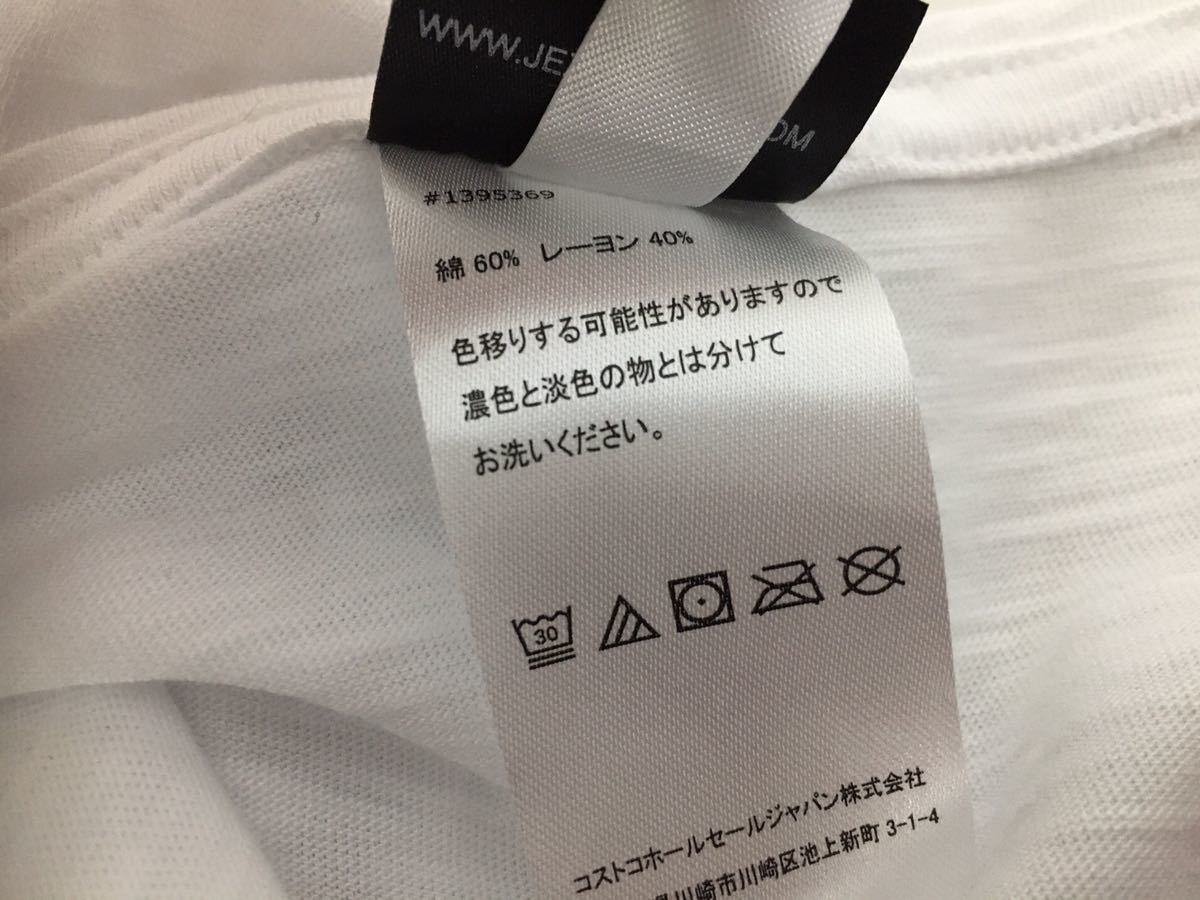 WWW.JE
OM
#1395369
綿 60% レーヨン 40%
色移りする可能性がありますので
濃色と淡色の物とは分けて
お洗いください。
30
コストコホールセールジャパン株式会社
川崎市川崎区池上新町 3-1-4